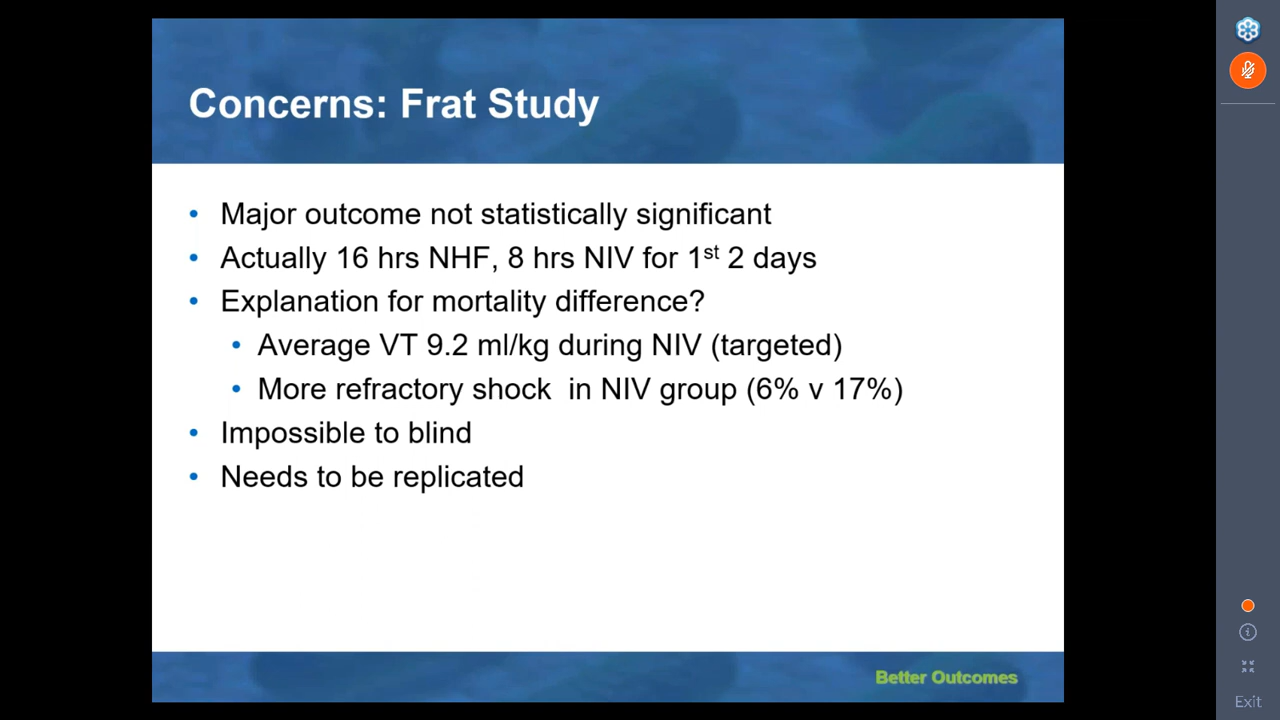 Concerns: Frat Study
• Major outcome not statistically significant
• Actually 16 hrs NHF, 8 hrs NIV for 1st 2 days
• Explanation for mortality difference?
• Average VT 9.2 ml/kg during NIV (targeted)
• More refractory shock  in NIV group (6% v 17%)
• Impossible to blind
• Needs to be replicated
Better Outcomes
Exit